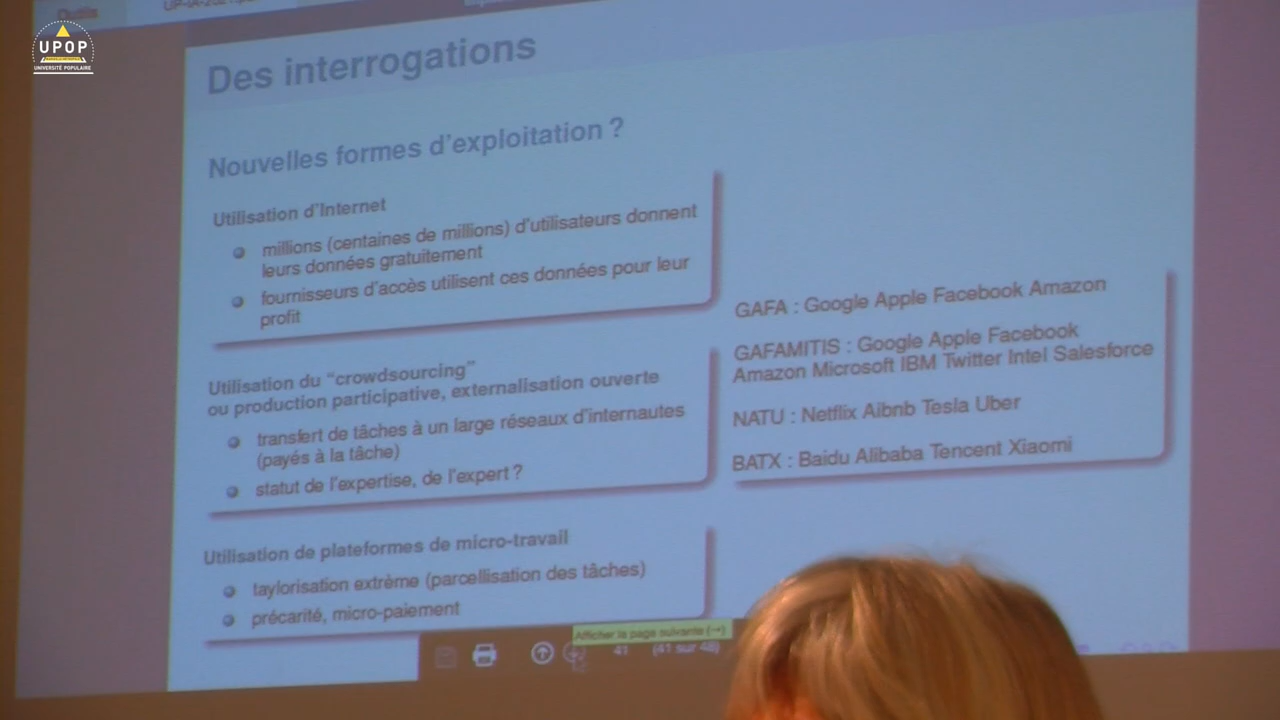 UPOP
UNIVERSITÉ POPULAIRE
Des interrogations
Nouvelles formes d'exploitation ?
Utilisation d'Internet
millions (centaines de millions) d'utilisateurs donnent
leurs données gratuitement
fournisseurs d'accès utilisent ces données pour leur
profit
Utilisation du “crowdsourcing”
ou production participative, externalisation ouverte
transfert de tâches à un large réseaux d'internautes
(payés à la tâche)
statut de l'expertise, de l'expert ?
Utilisation de plateformes de micro-travail
taylorisation extrême (parcellisation des tâches)
précarité, micro-paiement
GAFA : Google Apple Facebook Amazon
GAFAMITIS : Google Apple Facebook
Amazon Microsoft IBM Twitter Intel Salesforce
NATU : Netflix Aibnb Tesla Uber
BATX : Baidu Alibaba Tencent Xiaomi
Afficher la page suivante (→)
41 (41 sur 48)